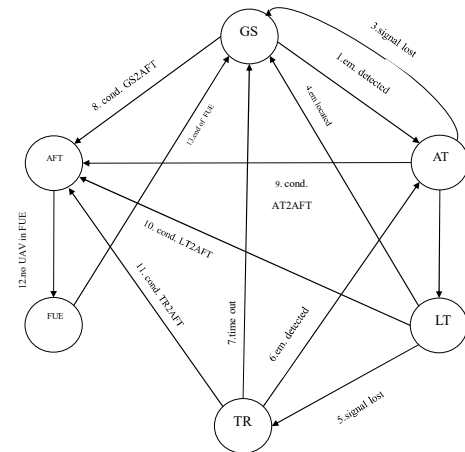 GS
3.signal lost
1.em. detected
8. cond. GS2AFT
4.em located
13.end of FUE
AFT
AT
9. cond.
AT2AFT
10. cond. LT2AFT
12.no UAV in FUE
11. cond. TR2AFT
7.time out
6.em. detected
FUE
LT
5.signal lost
TR